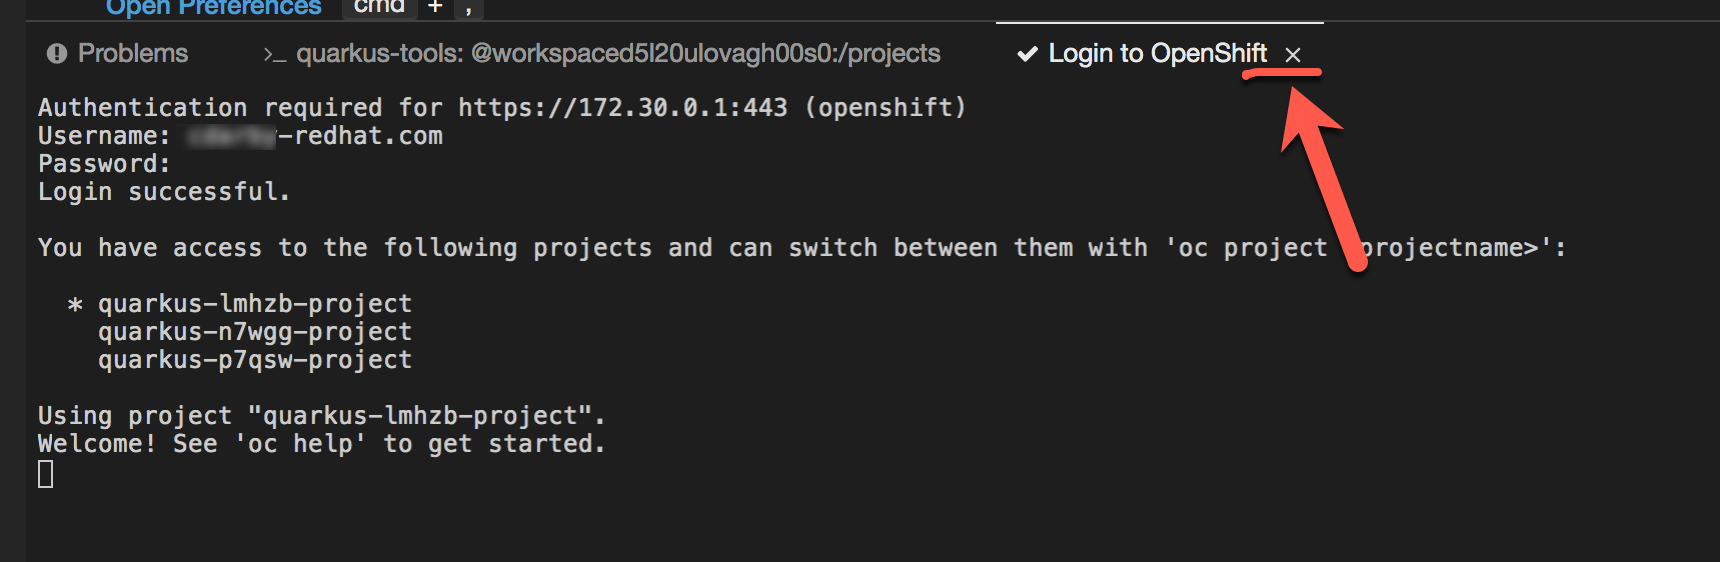 Open Preferences cmd + ,
Problems
quarkus-tools: @workspaced5l20ulovagh00s0:/projects
Login to OpenShift
Authentication required for https://172.30.0.1:443 (openshift)
Username: -redhat.com
Password:
Login successful.
You have access to the following projects and can switch between them with 'oc project projectname>':
* quarkus-lmhzb-project
quarkus-n7wgg-project
quarkus-p7qsw-project
Using project "quarkus-lmhzb-project".
Welcome! See 'oc help' to get started.